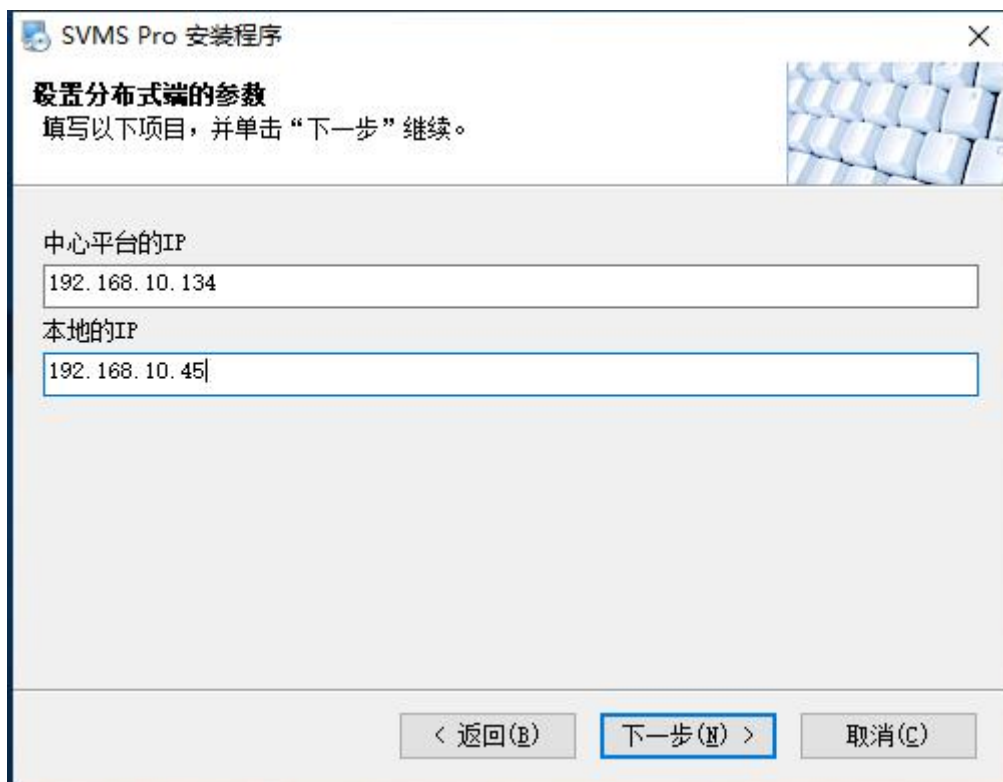 SVMS Pro 安装程序
设置分布式端的参数
填写以下项目，并单击“下一步”继续。
中心平台的IP
192.168.10.134
本地的IP
192.168.10.45
< 返回(B)
下一步(N) >
取消(C)